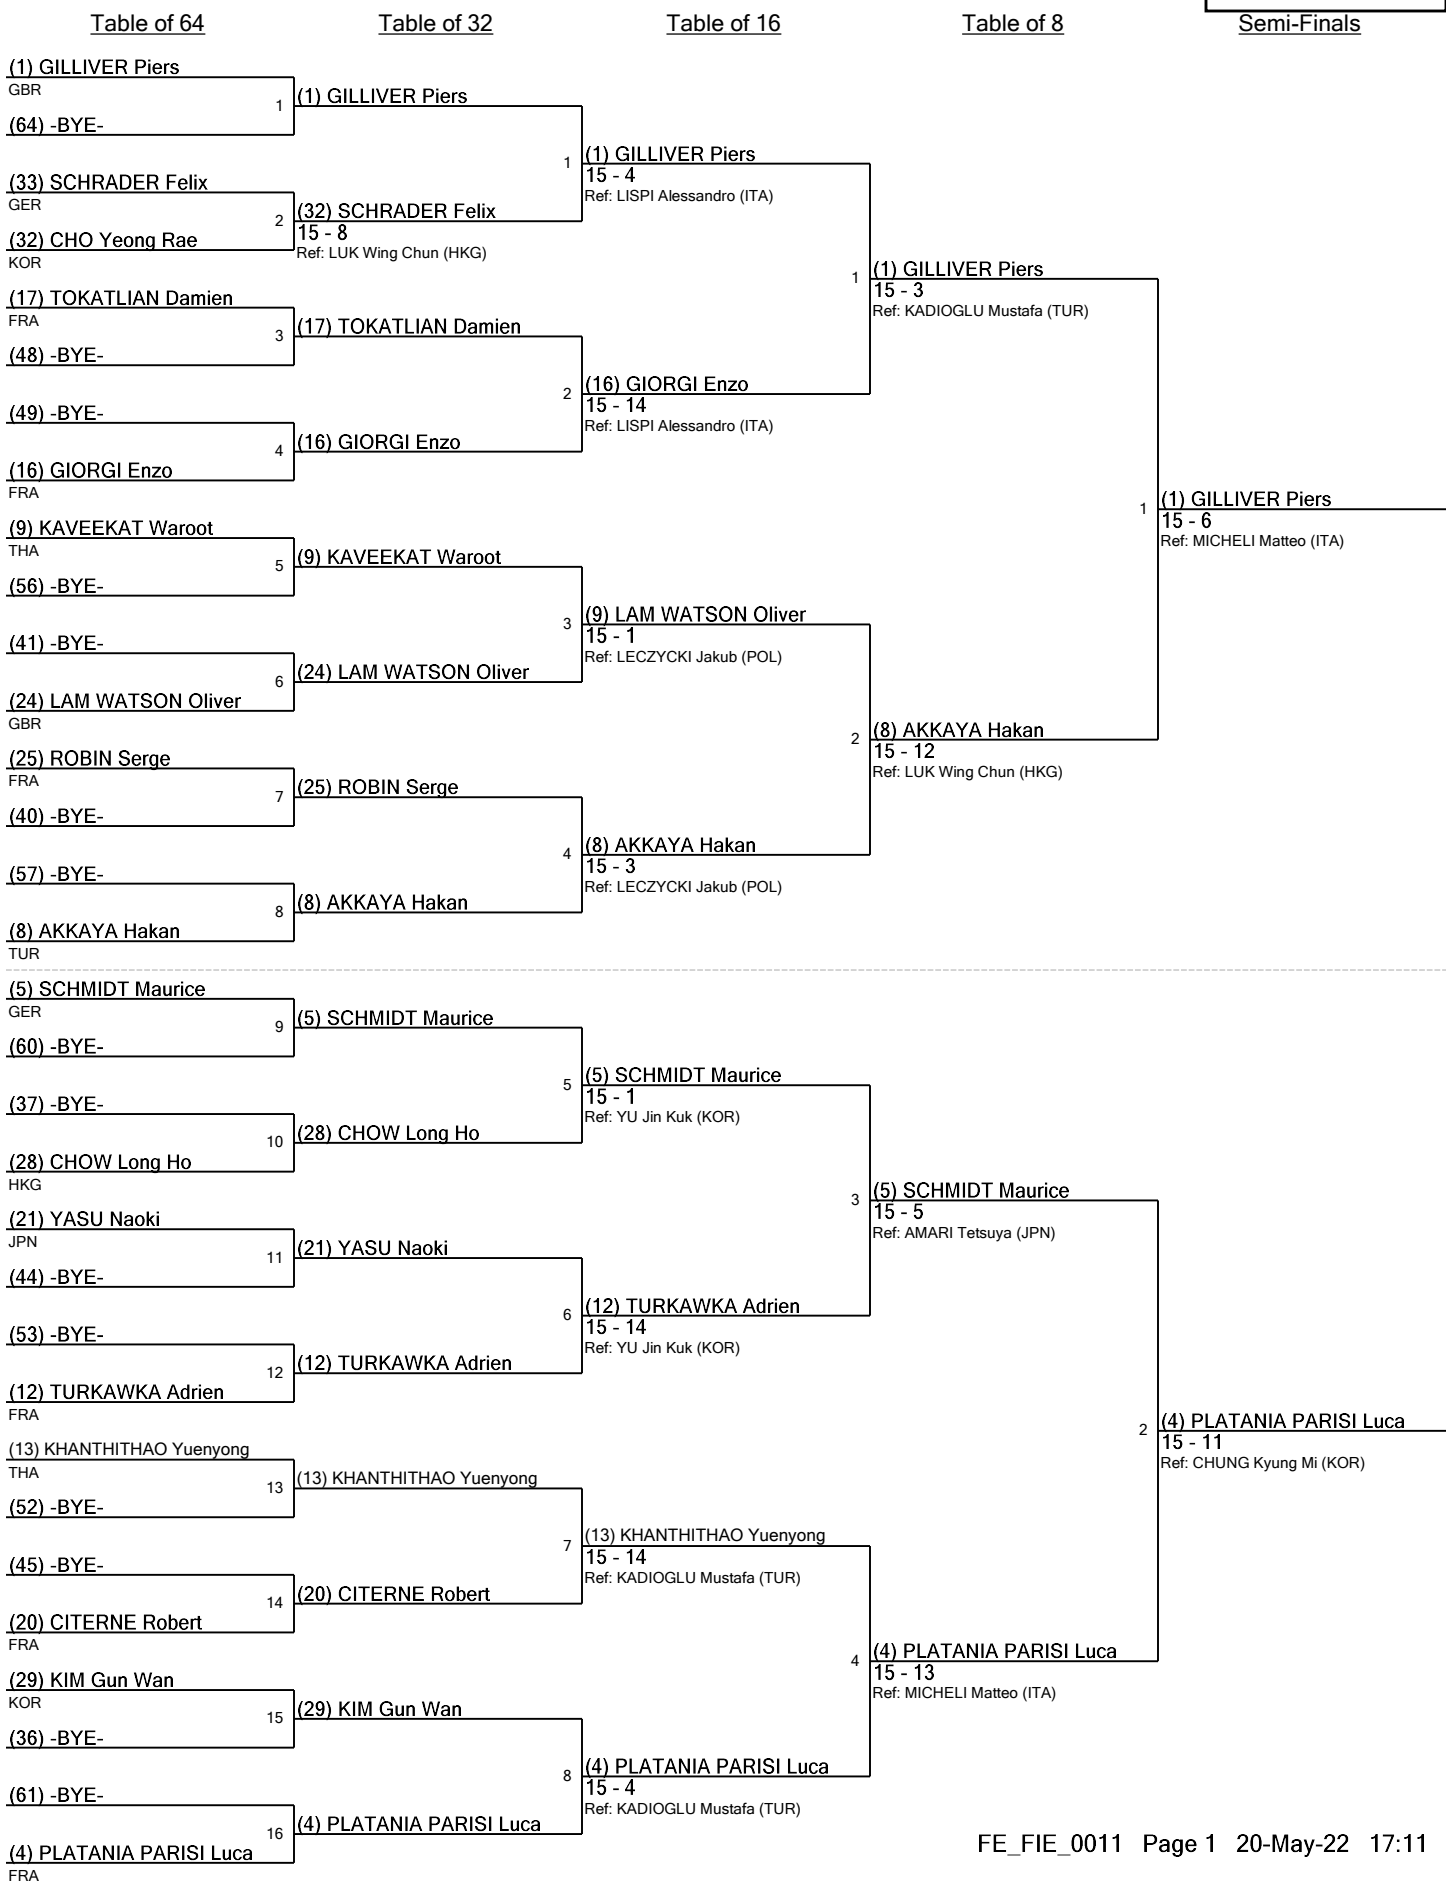 Table of 64
Table of 32
Table of 16
Table of 8
Semi-Finals
(1) GILLIVER Piers
GBR
1
(64) -BYE-
(33) SCHRADER Felix
GER
2
(32) CHO Yeong Rae
KOR
(17) TOKATLIAN Damien
FRA
3
(48) -BYE-
(49) -BYE-
4
(16) GIORGI Enzo
FRA
(9) KAVEEKAT Waroot
THA
5
(56) -BYE-
(41) -BYE-
6
(24) LAM WATSON Oliver
GBR
(25) ROBIN Serge
FRA
7
(40) -BYE-
(57) -BYE-
8
(8) AKKAYA Hakan
TUR
(5) SCHMIDT Maurice
GER
9
(60) -BYE-
(37) -BYE-
10
(28) CHOW Long Ho
HKG
(21) YASU Naoki
JPN
11
(44) -BYE-
(53) -BYE-
12
(12) TURKAWKA Adrien
FRA
(13) KHANTHITHAO Yuenyong
THA
13
(52) -BYE-
(45) -BYE-
14
(20) CITERNE Robert
FRA
(29) KIM Gun Wan
KOR
15
(36) -BYE-
(61) -BYE-
16
(4) PLATANIA PARISI Luca
FRA
(1) GILLIVER Piers
1
(32) SCHRADER Felix
15 - 8
Ref: LUK Wing Chun (HKG)
(17) TOKATLIAN Damien
2
(16) GIORGI Enzo
(9) KAVEEKAT Waroot
3
(24) LAM WATSON Oliver
(25) ROBIN Serge
4
(8) AKKAYA Hakan
(5) SCHMIDT Maurice
5
(28) CHOW Long Ho
(21) YASU Naoki
6
(12) TURKAWKA Adrien
(13) KHANTHITHAO Yuenyong
7
(20) CITERNE Robert
(29) KIM Gun Wan
8
(4) PLATANIA PARISI Luca
(1) GILLIVER Piers
15 - 4
Ref: LISPI Alessandro (ITA)
1
(16) GIORGI Enzo
15 - 14
Ref: LISPI Alessandro (ITA)
(9) LAM WATSON Oliver
15 - 1
Ref: LECZYCKI Jakub (POL)
2
(8) AKKAYA Hakan
15 - 3
Ref: LECZYCKI Jakub (POL)
(5) SCHMIDT Maurice
15 - 1
Ref: YU Jin Kuk (KOR)
3
(12) TURKAWKA Adrien
15 - 14
Ref: YU Jin Kuk (KOR)
(13) KHANTHITHAO Yuenyong
15 - 14
Ref: KADIOGLU Mustafa (TUR)
4
(4) PLATANIA PARISI Luca
15 - 4
Ref: KADIOGLU Mustafa (TUR)
(1) GILLIVER Piers
15 - 3
Ref: KADIOGLU Mustafa (TUR)
1
(8) AKKAYA Hakan
15 - 12
Ref: LUK Wing Chun (HKG)
(5) SCHMIDT Maurice
15 - 5
Ref: AMARI Tetsuya (JPN)
2
(4) PLATANIA PARISI Luca
15 - 13
Ref: MICHELI Matteo (ITA)
(1) GILLIVER Piers
15 - 6
Ref: MICHELI Matteo (ITA)
(4) PLATANIA PARISI Luca
15 - 11
Ref: CHUNG Kyung Mi (KOR)
FE_FIE_0011 Page 1 20-May-22 17:11